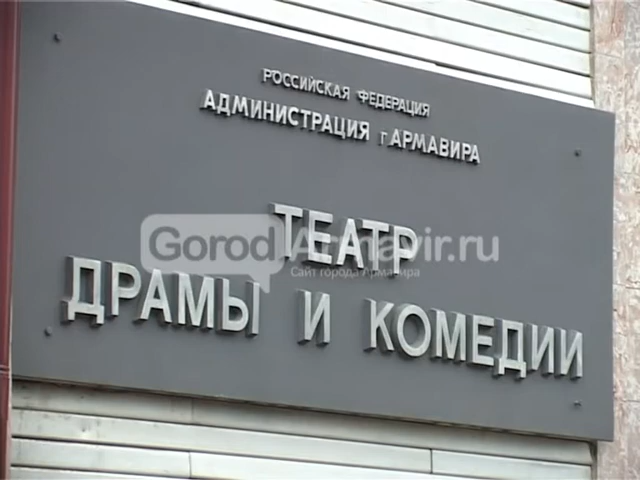 РОССИЙСКАЯ ФЕДЕРАЦИЯ
АДМИНИСТРАЦИЯ г АРМАВИРА
ТЕАТР
GorodArmavir.ru
Сайт города Армавира
ДРАМЫ И КОМЕДИИ